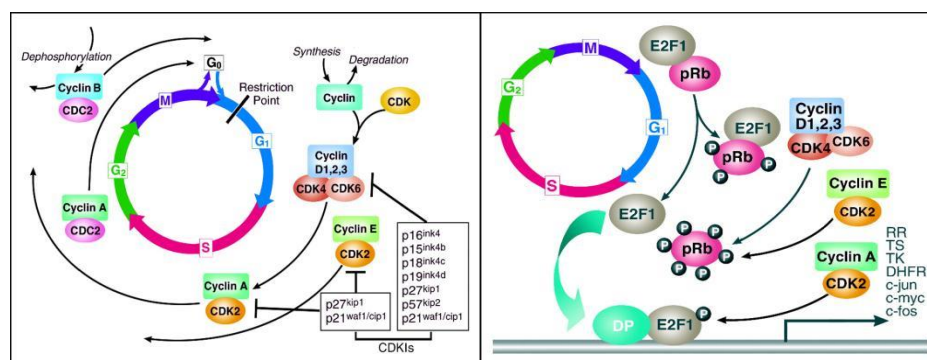 Dephosphorylation
Cyclin B
CDC2
G0
Restriction
Point
M
G1
G2
S
Cyclin A
CDC2
Synthesis
Degradation
Cyclin
CDK
Cyclin
D1,2,3
CDK4
CDK6
Cyclin E
CDK2
Cyclin A
CDK2
p27kip1
p21waf1/cip1
p16ink4
p15ink4b
p18ink4c
p19ink4d
p27kip1
p57kip2
p21waf1/cip1
CDKIs
E2F1
pRb
M
G2
G1
S
E2F1
pRb
P
P
P
P
Cyclin
D1,2,3
CDK4
CDK6
E2F1
Cyclin E
CDK2
pRb
P
P
P
P
P
P
P
Cyclin A
CDK2
RR
TS
TK
DHFR
c-jun
c-myc
c-fos
DP
E2F1
P